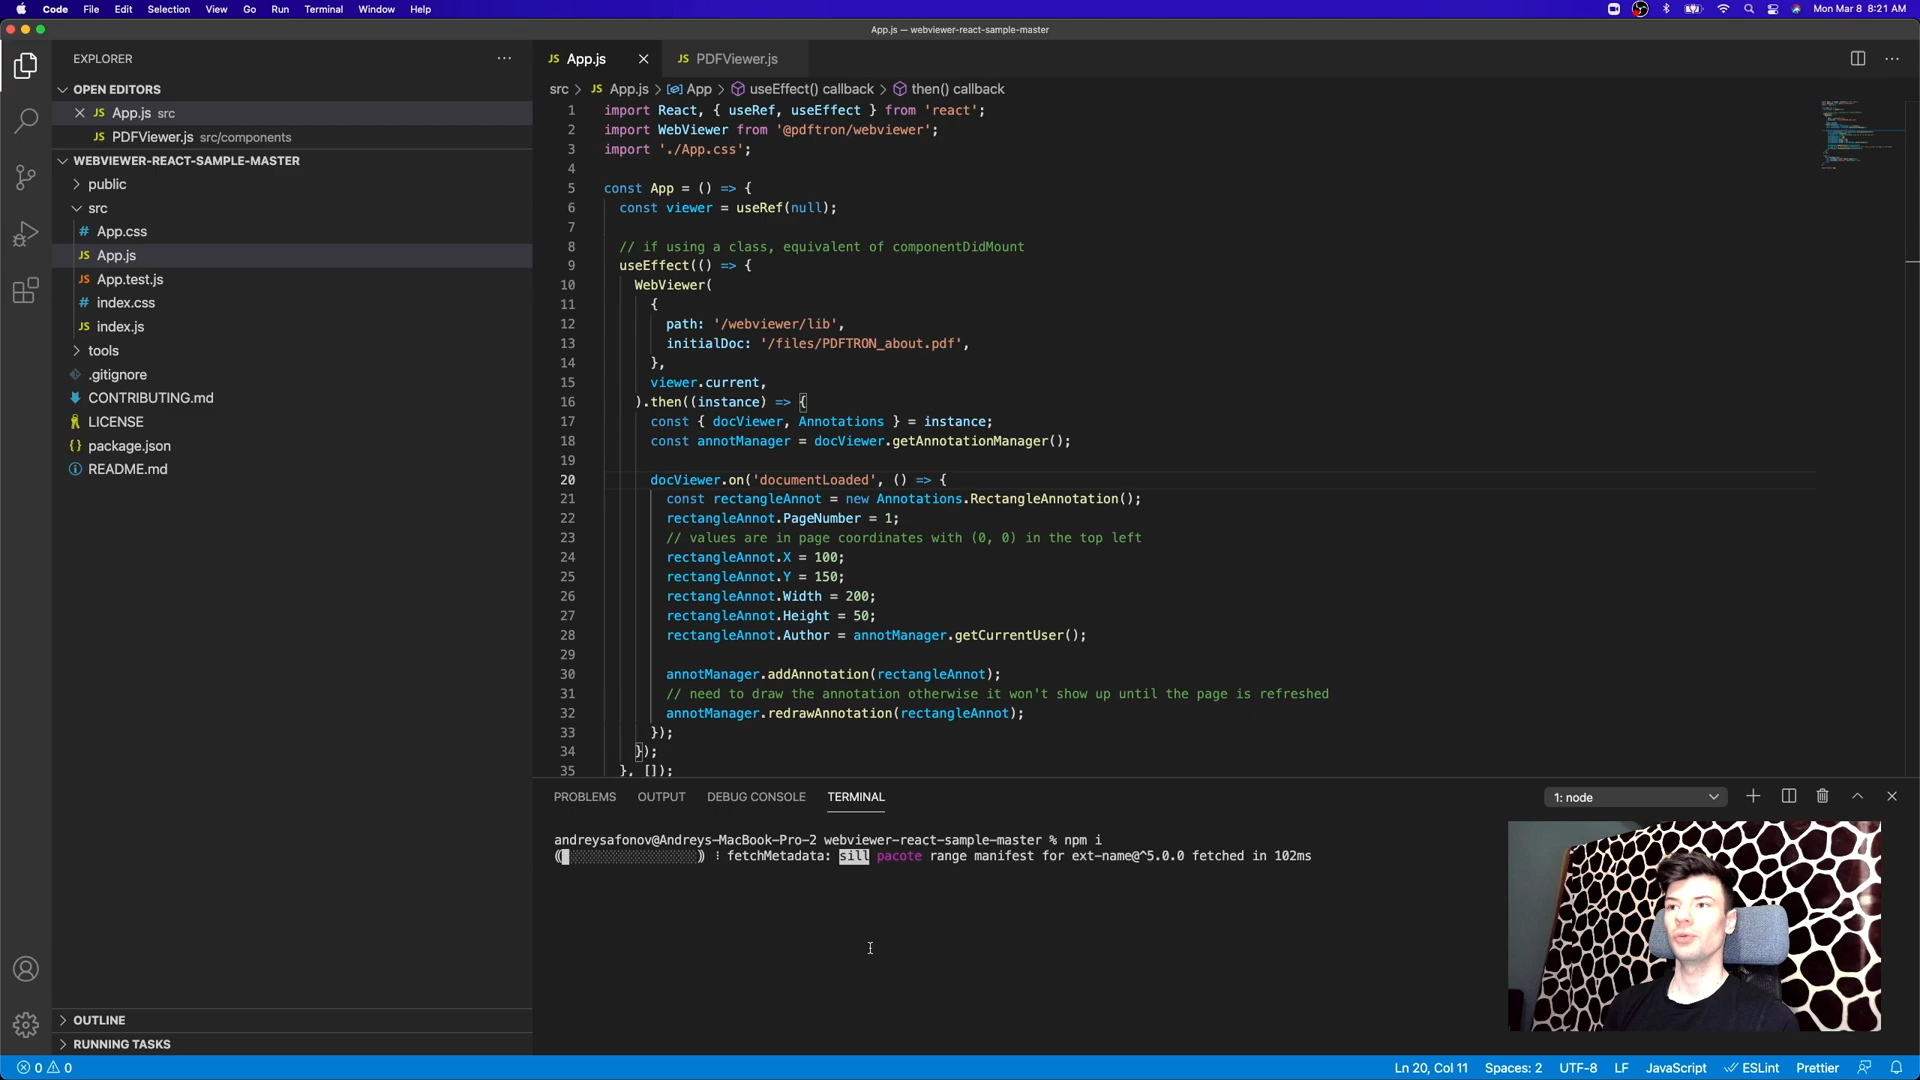 Code File Edit Selection View Go Run Terminal Window Help Mon Mar 8 8:21 AM
App.js — webviewer-react-sample-master
EXPLORER
OPEN EDITORS
App.js src
PDFViewer.js src/components
WEBVIEWER-REACT-SAMPLE-MASTER
public
src
App.css
App.js
App.test.js
index.css
index.js
tools
.gitignore
CONTRIBUTING.md
LICENSE
package.json
README.md
OUTLINE
RUNNING TASKS
JS App.js JS PDFViewer.js
src > JS App.js > App > useEffect() callback > then() callback
1 import React, { useRef, useEffect } from 'react';
2 import WebViewer from '@pdftron/webviewer';
3 import './App.css';
4
5 const App = () => {
6 const viewer = useRef(null);
7
8 // if using a class, equivalent of componentDidMount
9 useEffect(() => {
10 WebViewer(
11 {
12 path: '/webviewer/lib',
13 initialDoc: '/files/PDFTRON_about.pdf',
14 },
15 viewer.current,
16 ).then((instance) => {
17 const { docViewer, Annotations } = instance;
18 const annotManager = docViewer.getAnnotationManager();
19
20 docViewer.on('documentLoaded', () => {
21 const rectangleAnnot = new Annotations.RectangleAnnotation();
22 rectangleAnnot.PageNumber = 1;
23 // values are in page coordinates with (0, 0) in the top left
24 rectangleAnnot.X = 100;
25 rectangleAnnot.Y = 150;
26 rectangleAnnot.Width = 200;
27 rectangleAnnot.Height = 50;
28 rectangleAnnot.Author = annotManager.getCurrentUser();
29
30 annotManager.addAnnotation(rectangleAnnot);
31 // need to draw the annotation otherwise it won't show up until the page is refreshed
32 annotManager.redrawAnnotation(rectangleAnnot);
33 });
34 });
35 }, []);
PROBLEMS OUTPUT DEBUG CONSOLE TERMINAL 1: node
andreysafonov@Andreys-MacBook-Pro-2 webviewer-react-sample-master % npm i
fetchMetadata: sill pacote range manifest for ext-name@^5.0.0 fetched in 102ms
0 0 Ln 20, Col 11 Spaces: 2 UTF-8 LF JavaScript ESLint Prettier